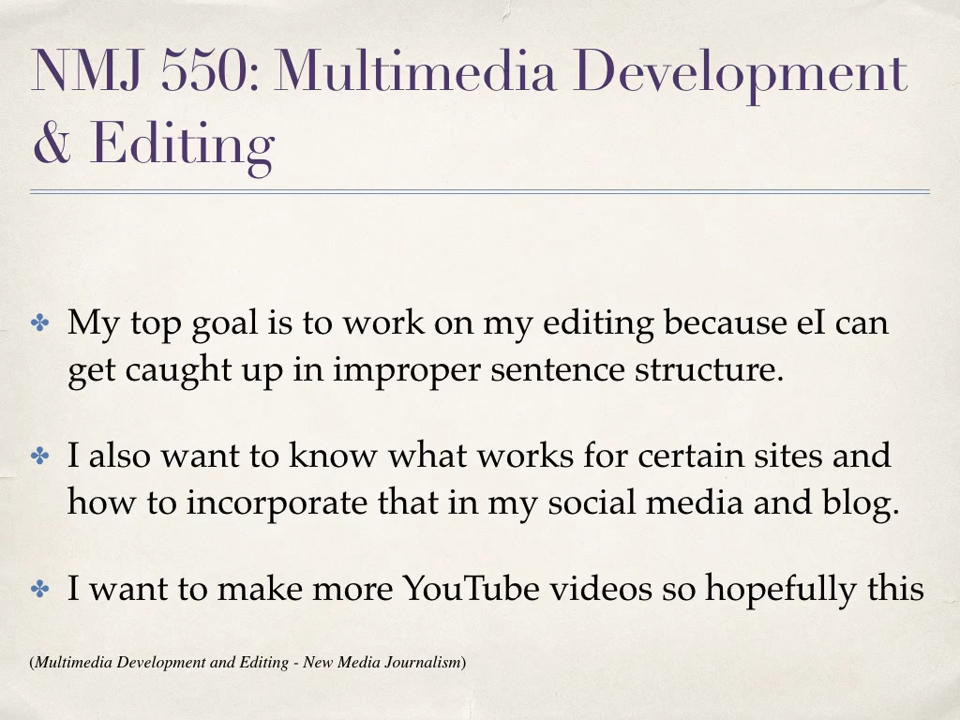 NMJ 550: Multimedia Development
& Editing
My top goal is to work on my editing because eI can
get caught up in improper sentence structure.
I also want to know what works for certain sites and
how to incorporate that in my social media and blog.
I want to make more YouTube videos so hopefully this
(Multimedia Development and Editing - New Media Journalism)